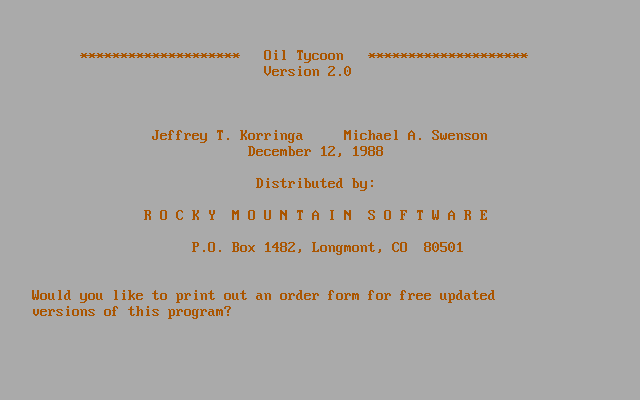 ******************** Oil Tycoon ********************
Version 2.0
Jeffrey T. Korringa Michael A. Swenson
December 12, 1988
Distributed by:
R O C K Y M O U N T A I N S O F T W A R E
P.O. Box 1482, Longmont, CO 80501
Would you like to print out an order form for free updated
versions of this program?